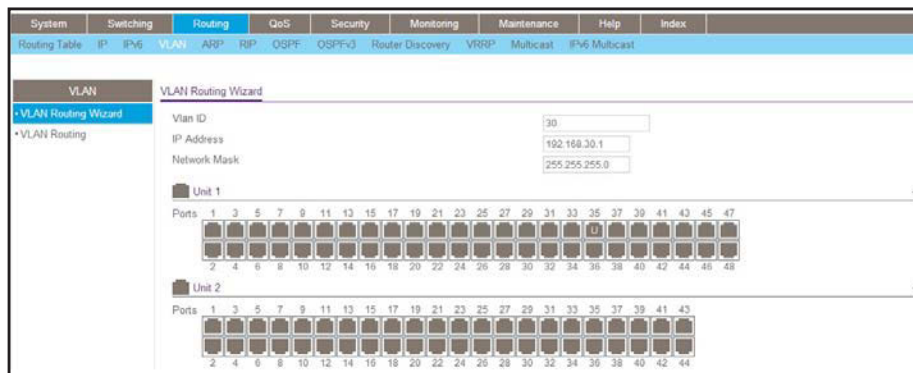 System Switching Routing QoS Security Monitoring Maintenance Help Index
Routing Table IP IPv6 VLAN ARP RIP OSPF OSPFv3 Router Discovery VRRP Multicast IPv6 Multicast
VLAN
• VLAN Routing Wizard
• VLAN Routing
VLAN Routing Wizard
Vlan ID 30
IP Address 192.168.30.1
Network Mask 255.255.255.0
Unit 1
Ports 1 3 5 7 9 11 13 15 17 19 21 23 25 27 29 31 33 35 37 39 41 43 45 47
U
2 4 6 8 10 12 14 16 18 20 22 24 26 28 30 32 34 36 38 40 42 44 46 48
Unit 2
Ports 1 3 5 7 9 11 13 15 17 19 21 23 25 27 29 31 33 35 37 39 41 43
2 4 6 8 10 12 14 16 18 20 22 24 26 28 30 32 34 36 38 40 42 44